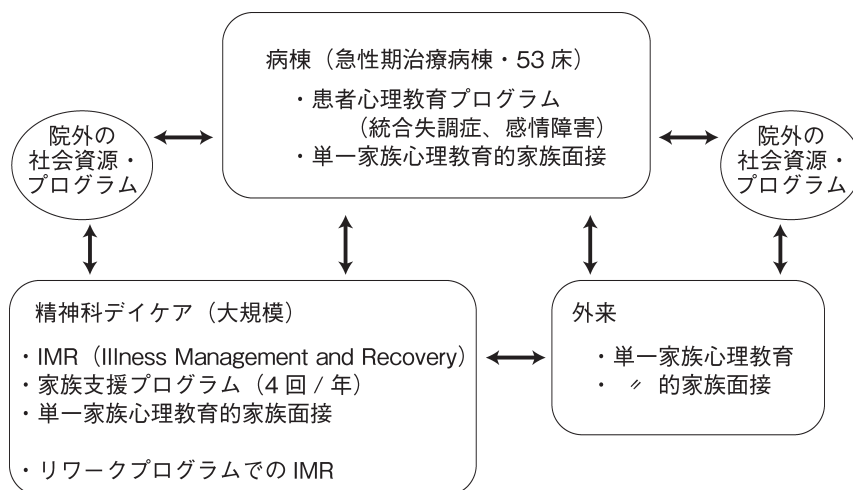 病棟（急性期治療病棟・53 床）
・患者心理教育プログラム
（統合失調症、感情障害）
・単一家族心理教育的家族面接
院外の
社会資源・
プログラム
院外の
社会資源・
プログラム
精神科デイケア（大規模）
・IMR（Illness Management and Recovery）
・家族支援プログラム（4 回 / 年）
・単一家族心理教育的家族面接
・リワークプログラムでの IMR
外来
・単一家族心理教育
・ 〃 的家族面接